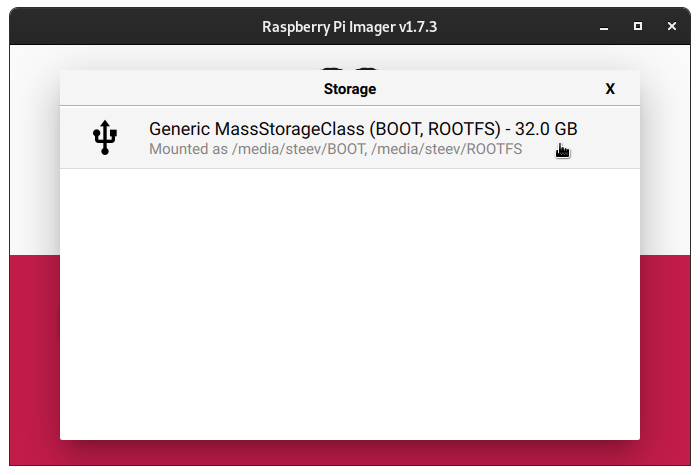 Raspberry Pi Imager v1.7.3
Storage X
Generic MassStorageClass (BOOT, ROOTFS) - 32.0 GB
Mounted as /media/steev/BOOT, /media/steev/ROOTFS